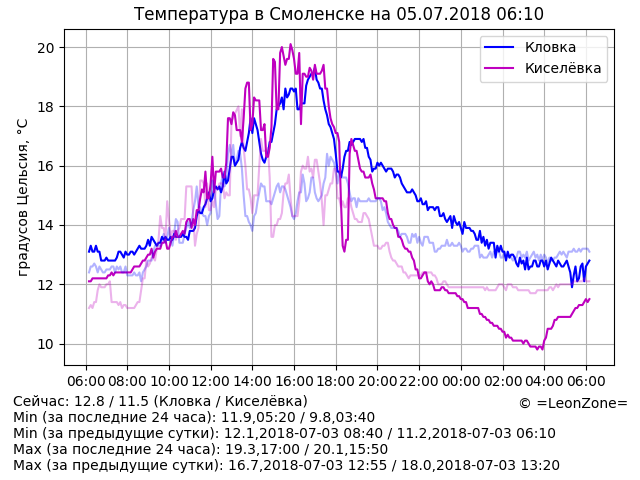 Температура в Смоленске на 05.07.2018 06:10
Кловка
Киселёвка
градусов Цельсия, °C
20
18
16
14
12
10
06:00 08:00 10:00 12:00 14:00 16:00 18:00 20:00 22:00 00:00 02:00 04:00 06:00
Сейчас: 12.8 / 11.5 (Кловка / Киселёвка)
© =LeonZone=
Min (за последние 24 часа): 11.9,05:20 / 9.8,03:40
Min (за предыдущие сутки): 12.1,2018-07-03 08:40 / 11.2,2018-07-03 06:10
Max (за последние 24 часа): 19.3,17:00 / 20.1,15:50
Max (за предыдущие сутки): 16.7,2018-07-03 12:55 / 18.0,2018-07-03 13:20